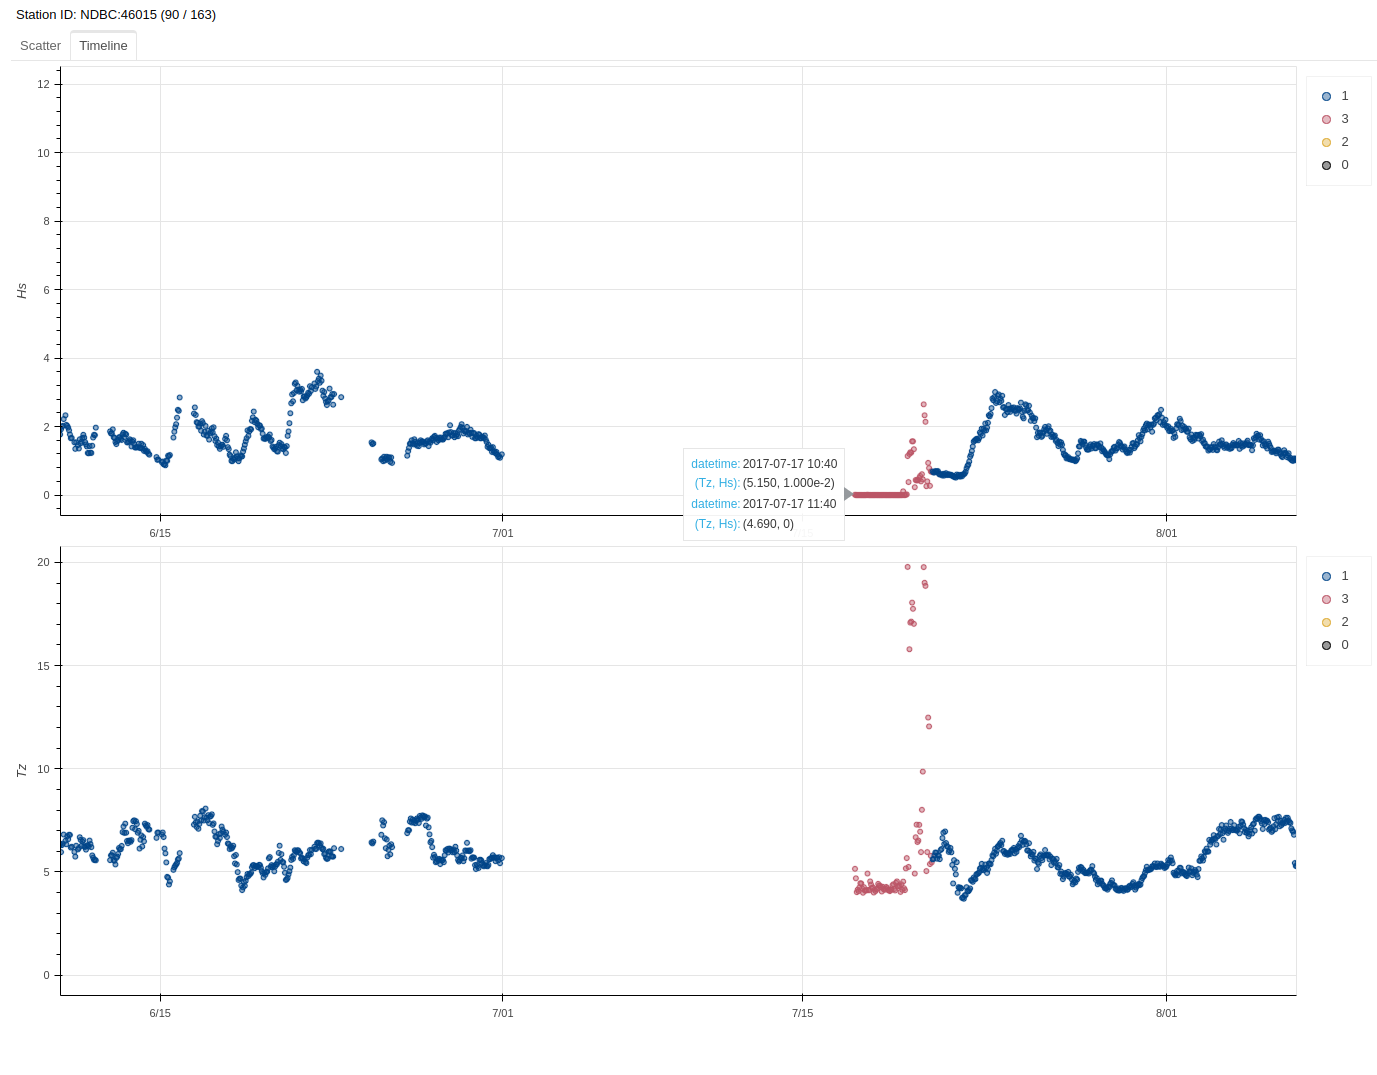 Station ID: NDBC:46015 (90 / 163)
Scatter Timeline
12
10
8
6
4
2
0
Hs
1
3
2
0
datetime: 2017-07-17 10:40
(Tz, Hs): (5.150, 1.000e-2)
datetime: 2017-07-17 11:40
(Tz, Hs): (4.690, 0)
6/15 7/01 8/01
20
15
10
5
0
Tz
1
3
2
0
6/15 7/01 7/15 8/01